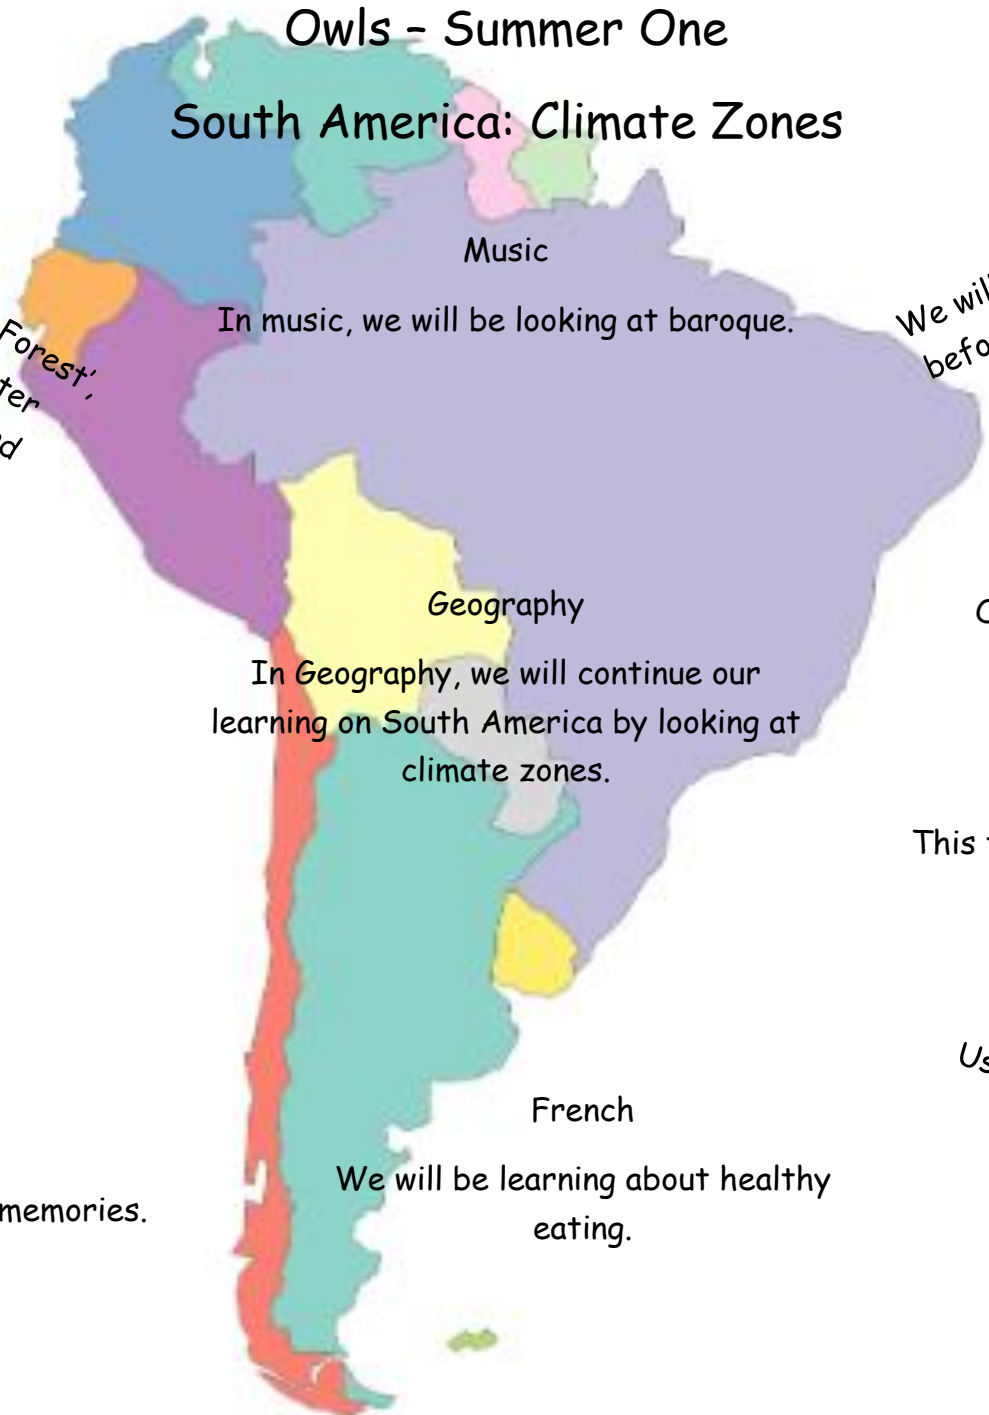 Owls – Summer One
South America: Climate Zones
Music
In music, we will be looking at baroque.
Forest’,
We will
Geography
In Geography, we will continue our
learning on South America by looking at
climate zones.
This
French
We will be learning about healthy
eating.
memories.